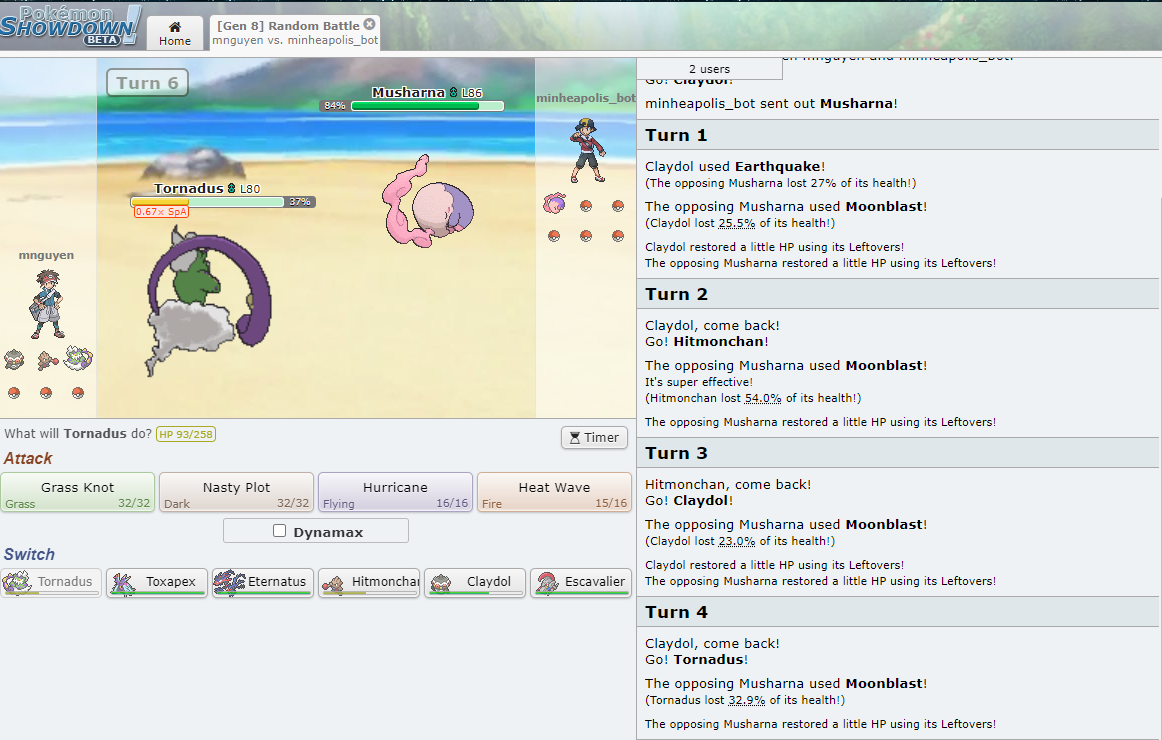 Pokémon
SHOWDOWN!
BETA
Home
[Gen 8] Random Battle
mnguyen vs. minheapolis_bot
Turn 6
Musharna L86
84%
minheapolis_bot
Tornadus L80
37%
0.67x SpA
mnguyen
What will Tornadus do? HP 93/258
Timer
Attack
Grass Knot
Grass 32/32
Nasty Plot
Dark 32/32
Hurricane
Flying 16/16
Heat Wave
Fire 15/16
Dynamax
Switch
Tornadus
Toxapex
Eternatus
Hitmonchan
Claydol
Escavalier
2 users
mnguyen and minheapolis_bot!
Go! Claydol!
minheapolis_bot sent out Musharna!
Turn 1
Claydol used Earthquake!
(The opposing Musharna lost 27% of its health!)
The opposing Musharna used Moonblast!
(Claydol lost 25.5% of its health!)
Claydol restored a little HP using its Leftovers!
The opposing Musharna restored a little HP using its Leftovers!
Turn 2
Claydol, come back!
Go! Hitmonchan!
The opposing Musharna used Moonblast!
It's super effective!
(Hitmonchan lost 54.0% of its health!)
The opposing Musharna restored a little HP using its Leftovers!
Turn 3
Hitmonchan, come back!
Go! Claydol!
The opposing Musharna used Moonblast!
(Claydol lost 23.0% of its health!)
Claydol restored a little HP using its Leftovers!
The opposing Musharna restored a little HP using its Leftovers!
Turn 4
Claydol, come back!
Go! Tornadus!
The opposing Musharna used Moonblast!
(Tornadus lost 32.9% of its health!)
The opposing Musharna restored a little HP using its Leftovers!